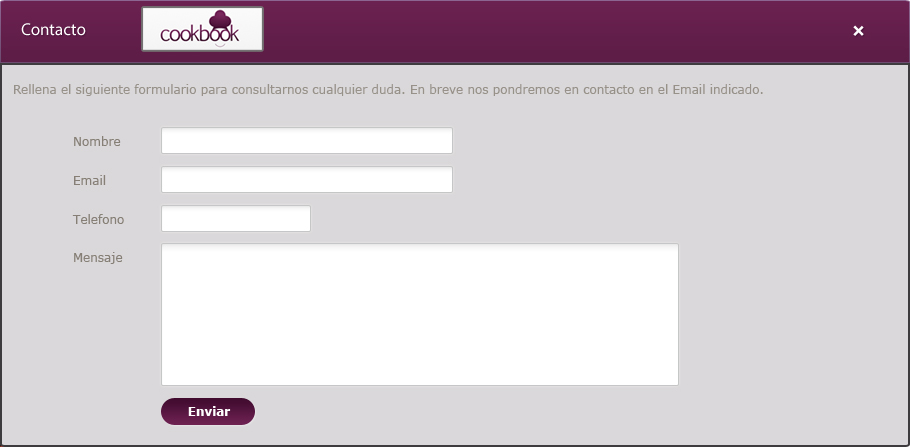 Contacto
cookbook
×
Rellena el siguiente formulario para consultarnos cualquier duda. En breve nos pondremos en contacto en el Email indicado.
Nombre
Email
Telefono
Mensaje
Enviar